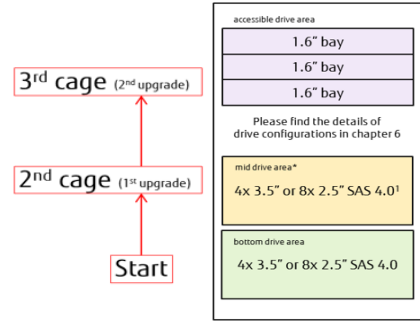 accessible drive area
1.6” bay
1.6” bay
1.6” bay
Please find the details of
drive configurations in chapter 6
mid drive area*
4x 3.5” or 8x 2.5” SAS 4.0¹
bottom drive area
4x 3.5” or 8x 2.5” SAS 4.0
3rd cage (2nd upgrade)
2nd cage (1st upgrade)
Start